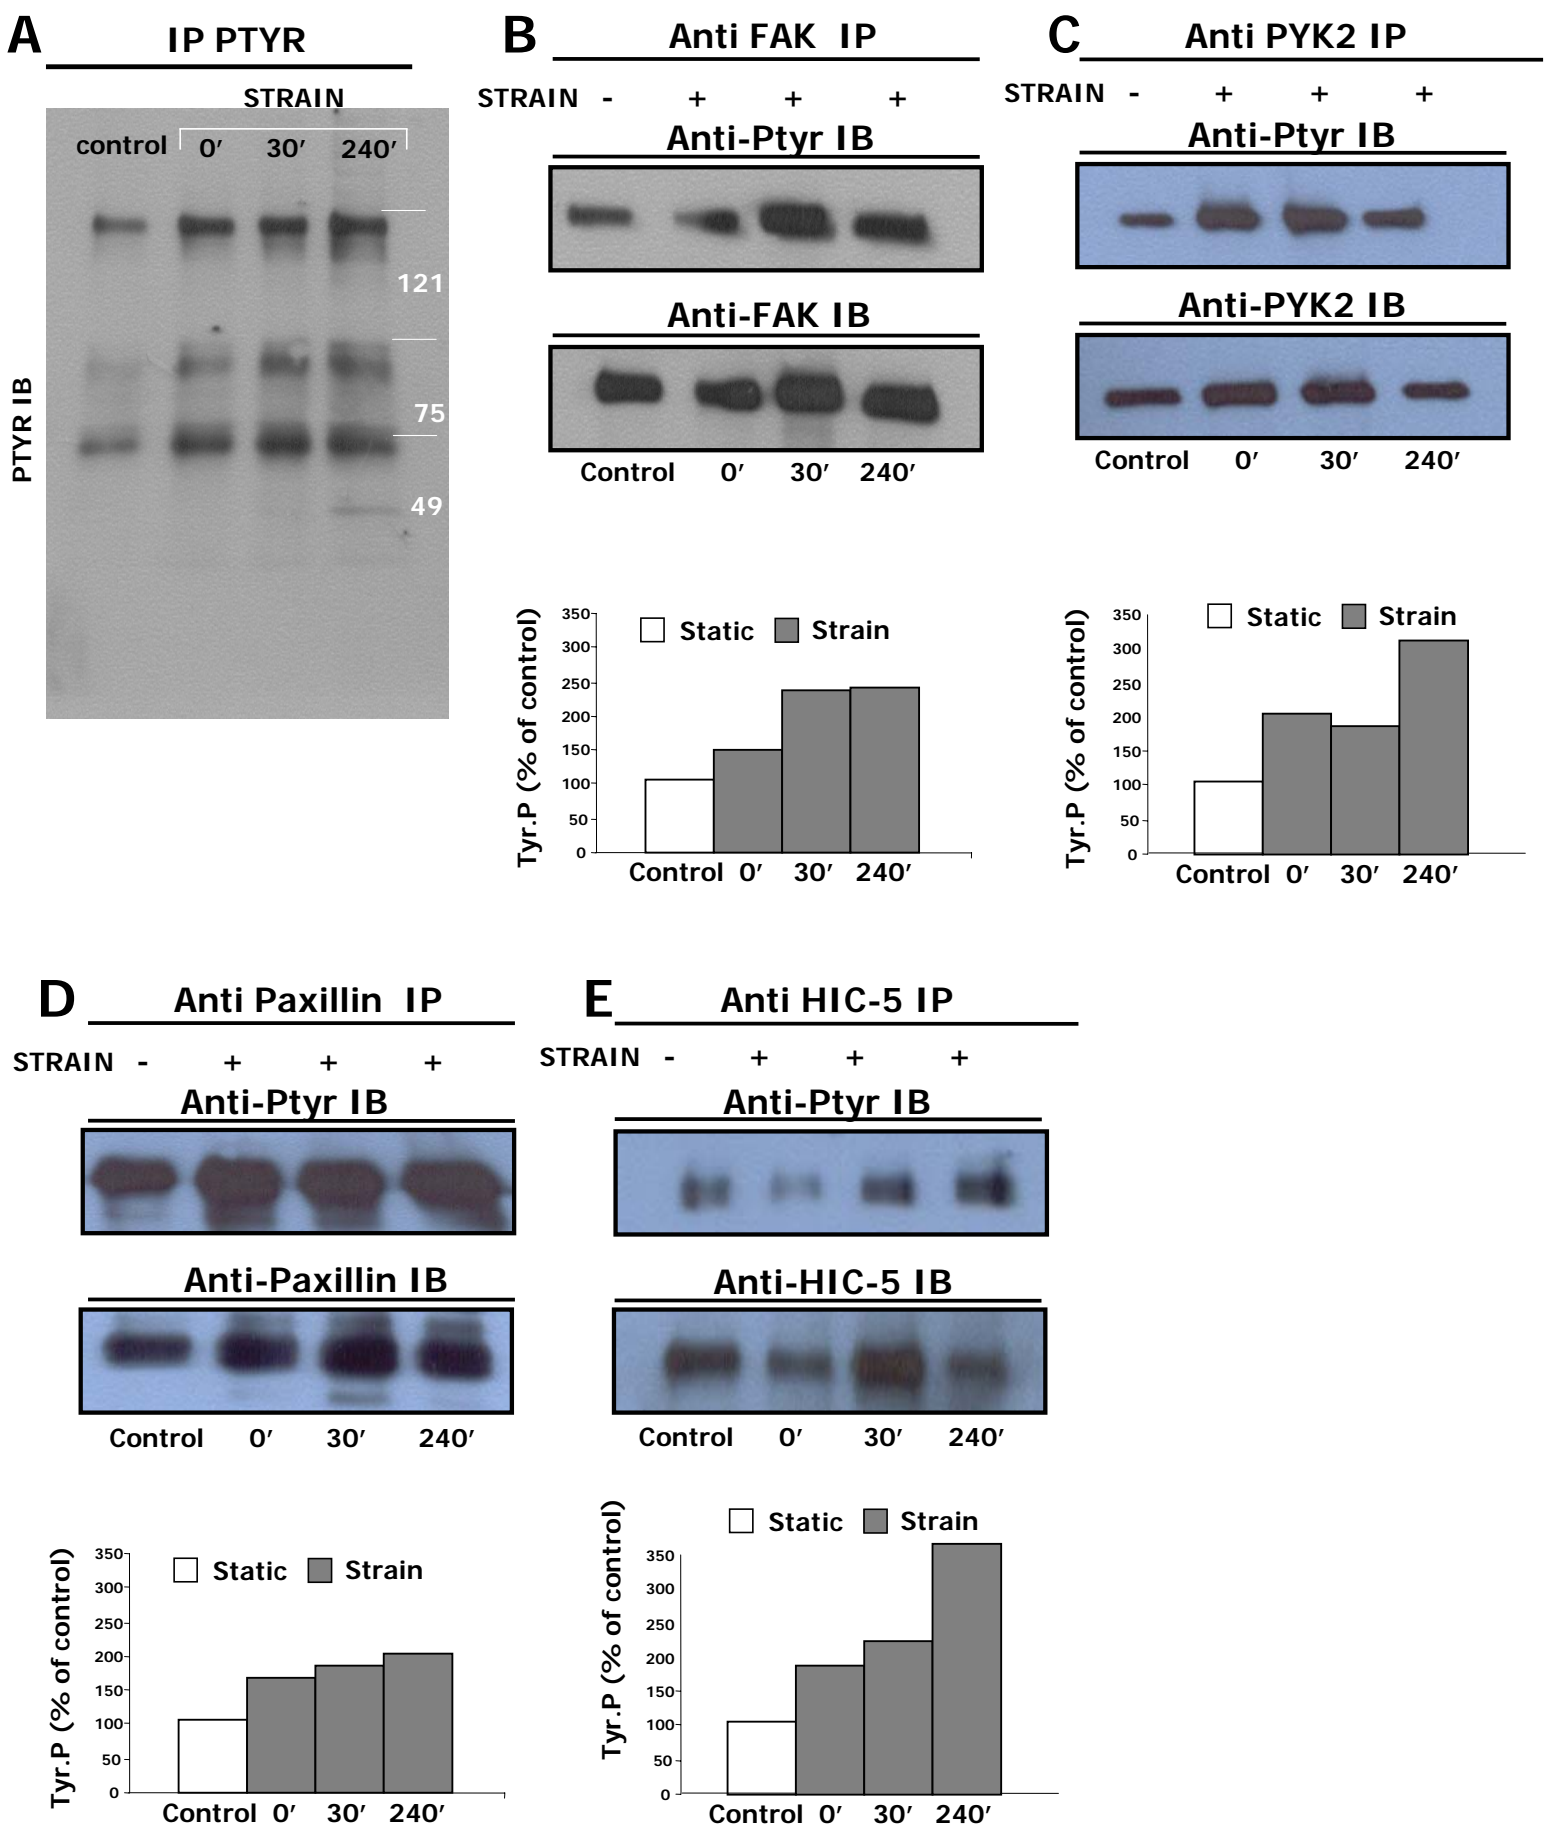 A
IP PTYR
STRAIN
control 0′ 30′ 240′
121
75
49
PTYR IB
B
Anti FAK IP
STRAIN - + + +
Anti-Ptyr IB
Anti-FAK IB
Control 0′ 30′ 240′
Tyr.P (% of control)
350
300
250
200
150
100
50
0
Static Strain
Control 0′ 30′ 240′
C
Anti PYK2 IP
STRAIN - + + +
Anti-Ptyr IB
Anti-PYK2 IB
Control 0′ 30′ 240′
Tyr.P (% of control)
350
300
250
200
150
100
50
0
Static Strain
Control 0′ 30′ 240′
D
Anti Paxillin IP
STRAIN - + + +
Anti-Ptyr IB
Anti-Paxillin IB
Control 0′ 30′ 240′
Tyr.P (% of control)
350
300
250
200
150
100
50
0
Static Strain
Control 0′ 30′ 240′
E
Anti HIC-5 IP
STRAIN - + + +
Anti-Ptyr IB
Anti-HIC-5 IB
Control 0′ 30′ 240′
Tyr.P (% of control)
350
300
250
200
150
100
50
0
Static Strain
Control 0′ 30′ 240′